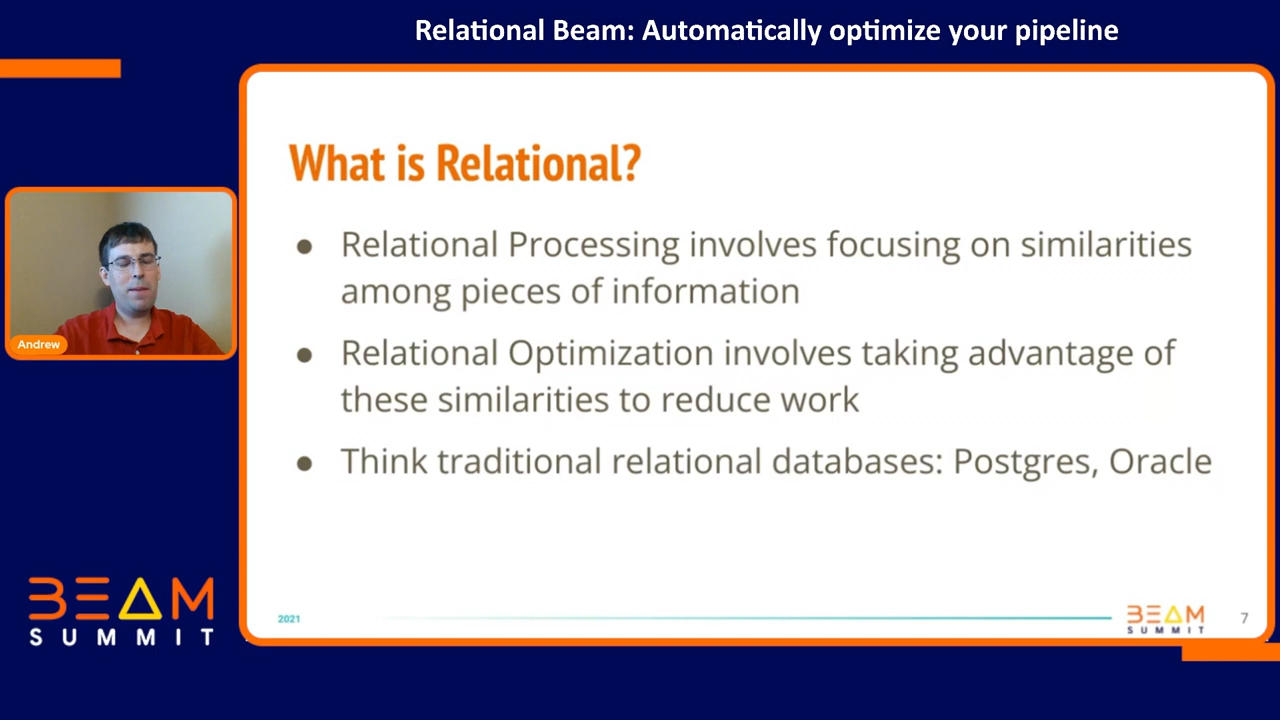 Relational Beam: Automatically optimize your pipeline
What is Relational?
● Relational Processing involves focusing on similarities
among pieces of information
● Relational Optimization involves taking advantage of
these similarities to reduce work
● Think traditional relational databases: Postgres, Oracle
Andrew
BEAM
SUMMIT
2021
BEAM
SUMMIT
7